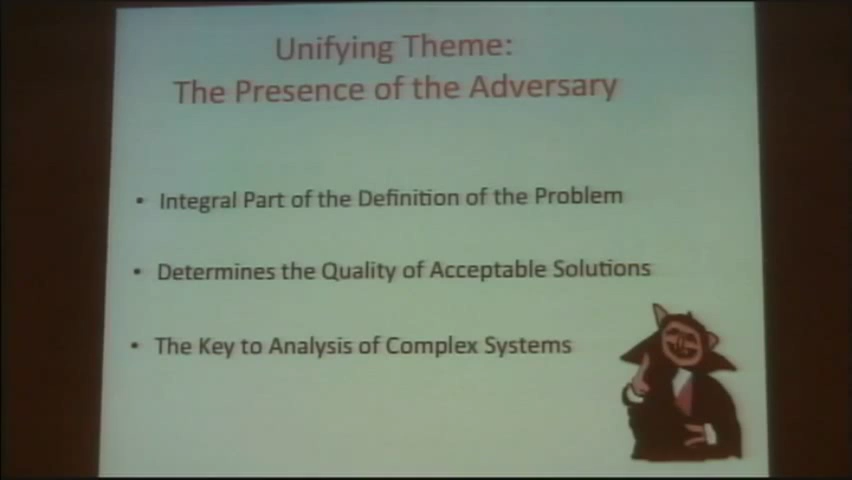 Unifying Theme:
The Presence of the Adversary
• Integral Part of the Definition of the Problem
• Determines the Quality of Acceptable Solutions
• The Key to Analysis of Complex Systems